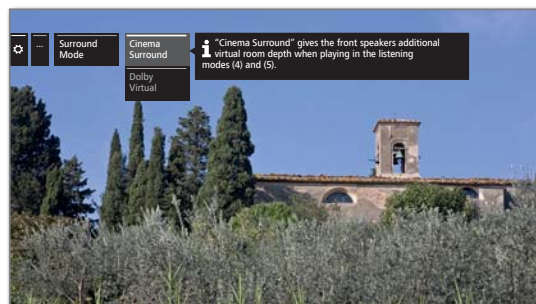 ...
Surround
Mode
Cinema
Surround
Dolby
Virtual
“Cinema Surround” gives the front speakers additional
virtual room depth when playing in the listening
modes (4) and (5).